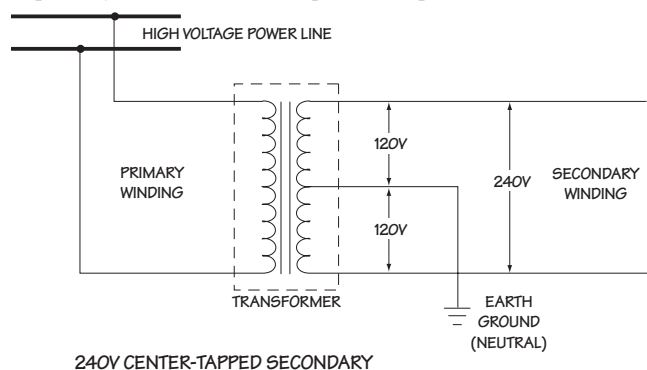 HIGH VOLTAGE POWER LINE
120V
PRIMARY
WINDING
240V
SECONDARY
WINDING
120V
TRANSFORMER
EARTH
GROUND
(NEUTRAL)
240V CENTER-TAPPED SECONDARY